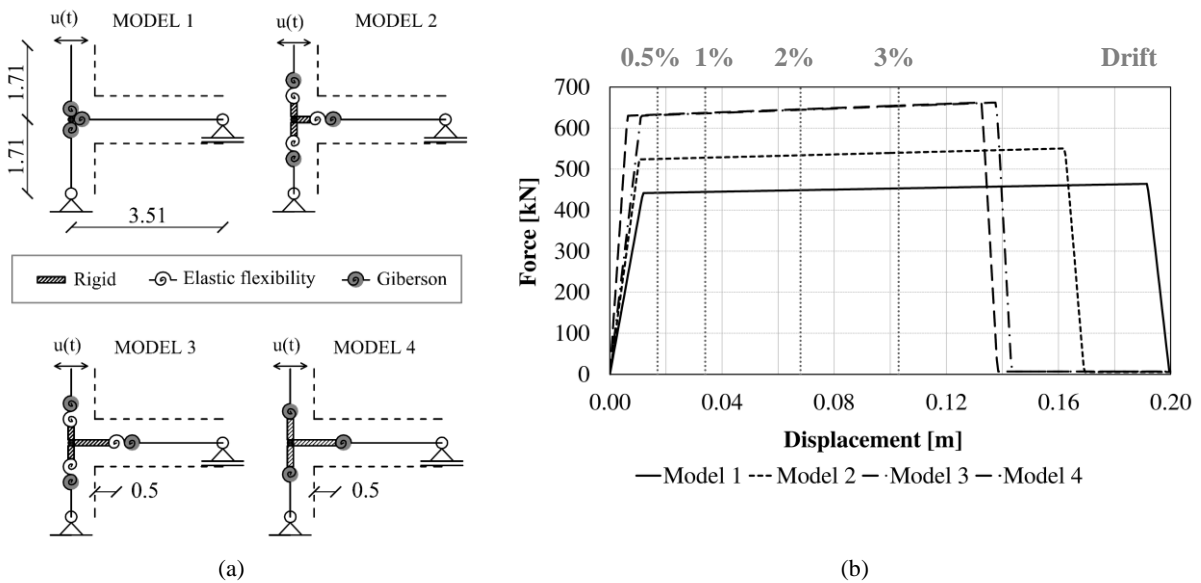 u(t) MODEL 1
1.71
1.71
3.51
u(t) MODEL 2
Rigid Elastic flexibility Giberson
u(t) MODEL 3
0.5
u(t) MODEL 4
0.5
(a)
0.5% 1% 2% 3% Drift
Force [kN]
700
600
500
400
300
200
100
0
0.00 0.04 0.08 0.12 0.16 0.20
Displacement [m]
Model 1 Model 2 Model 3 Model 4
(b)